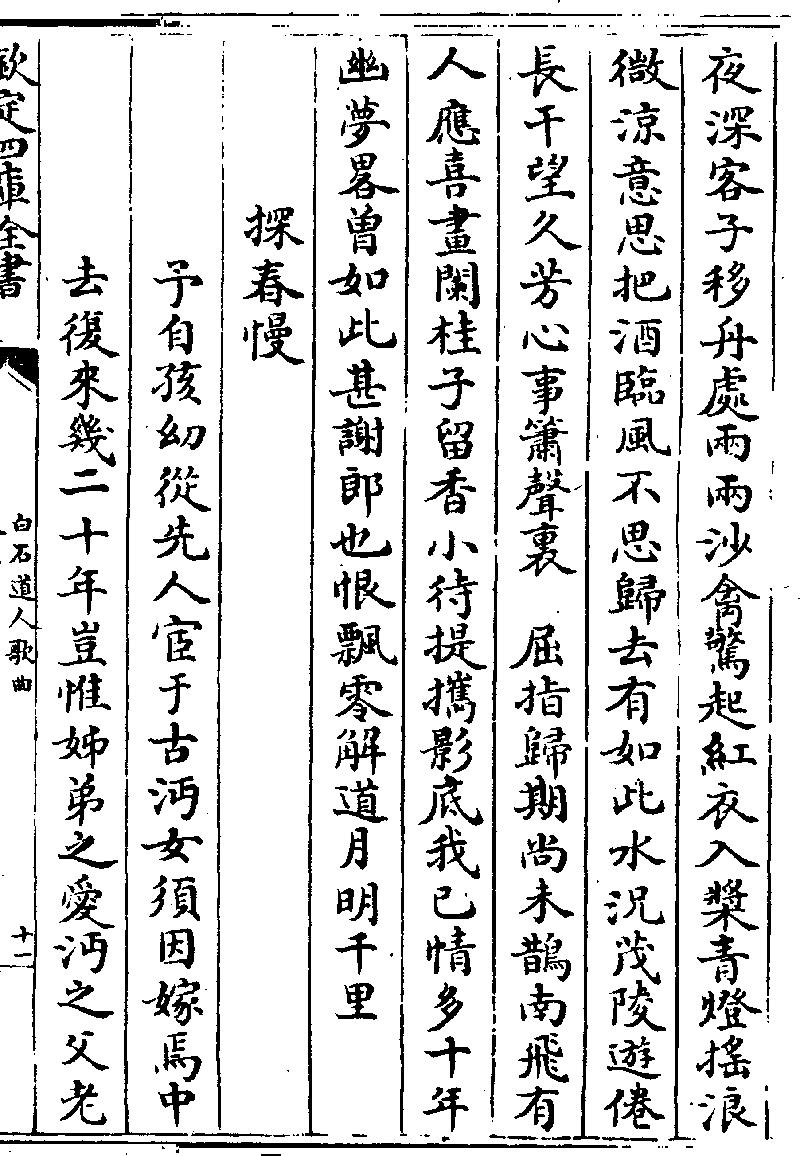 夜深客子移舟處兩兩沙禽驚起紅衣入槳青燈搖浪
微涼意思把酒臨風不思歸去有如此水況茂陵遊倦
長干望久芳心事簫聲裏　屈指歸期尚未鵲南飛有
人應喜畫闌桂子留香小待提攜影底我已情多十年
幽夢畧曾如此甚謝郎也恨飄零解道月明千里
探春慢
予自孩幼從先人宦于古沔女須因嫁焉中
去復來幾二十年豈惟姊弟之愛沔之父老
欽定四庫全書
白石道人歌曲
十一